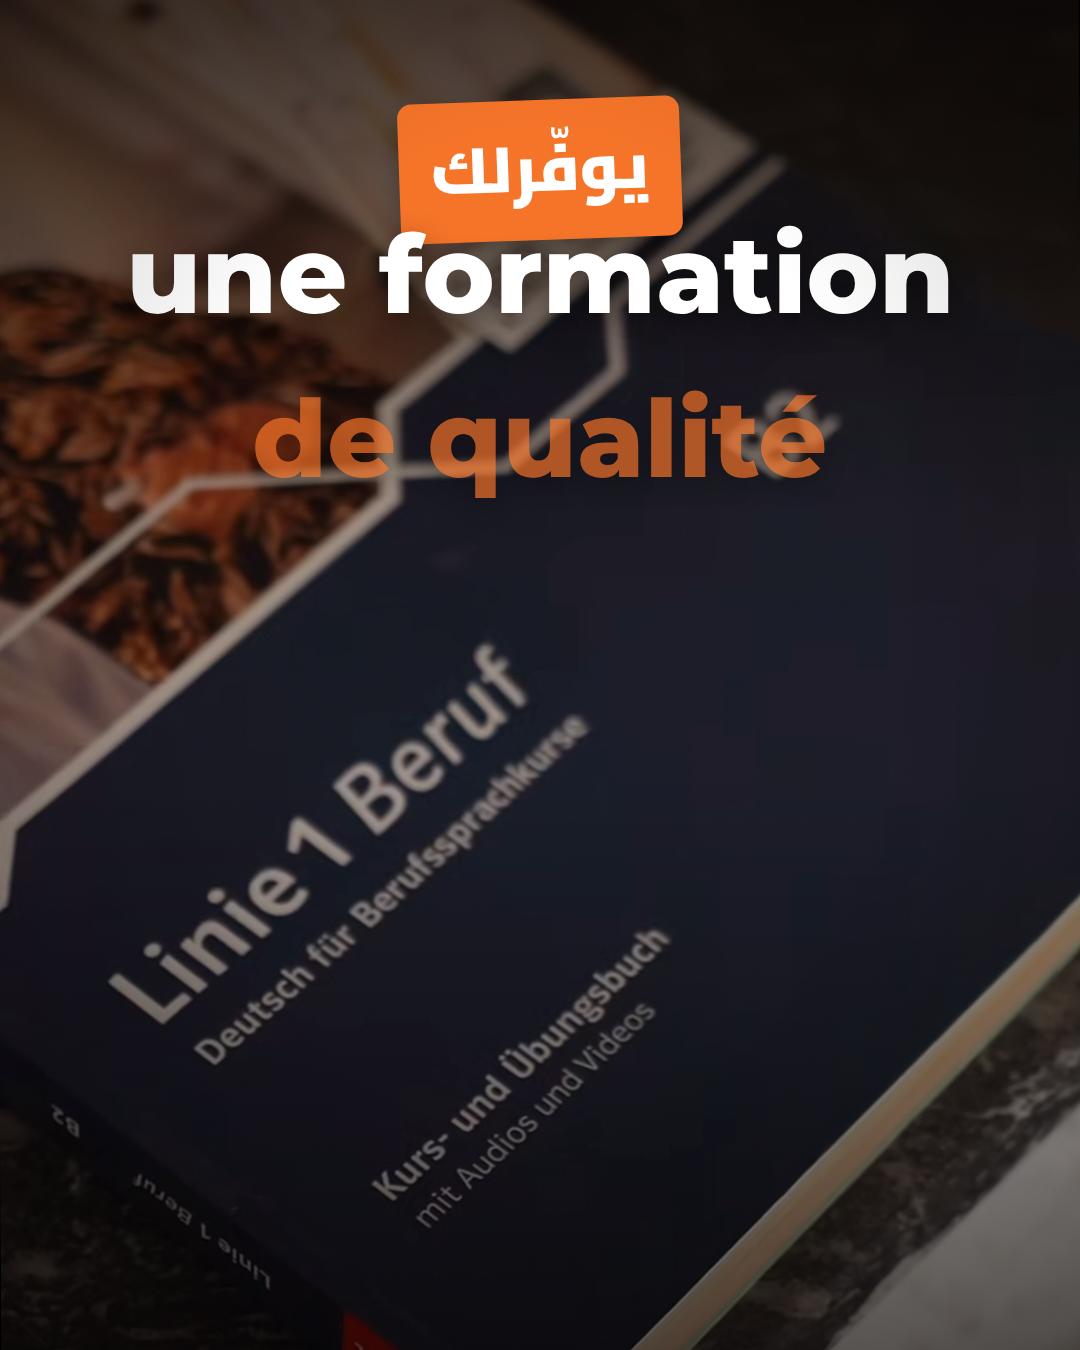 يوفّرلك
une formation
de qualité
B2
Linie 1 Beruf
Deutsch für Berufssprachkurse
Kurs- und Übungsbuch
mit Audios und Videos
B2
Linie 1 Beruf